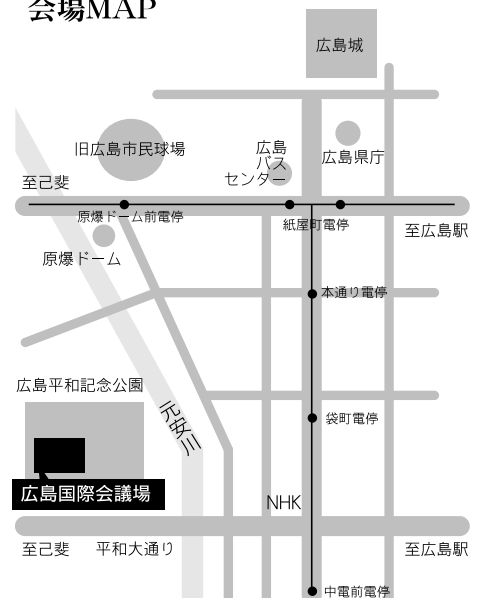 会場MAP
広島城
旧広島市民球場
広島
バス
センター
広島県庁
至己斐
原爆ドーム前電停
紙屋町電停
至広島駅
原爆ドーム
本通り電停
広島平和記念公園
元安川
袋町電停
広島国際会議場
NHK
至己斐
平和大通り
至広島駅
中電前電停